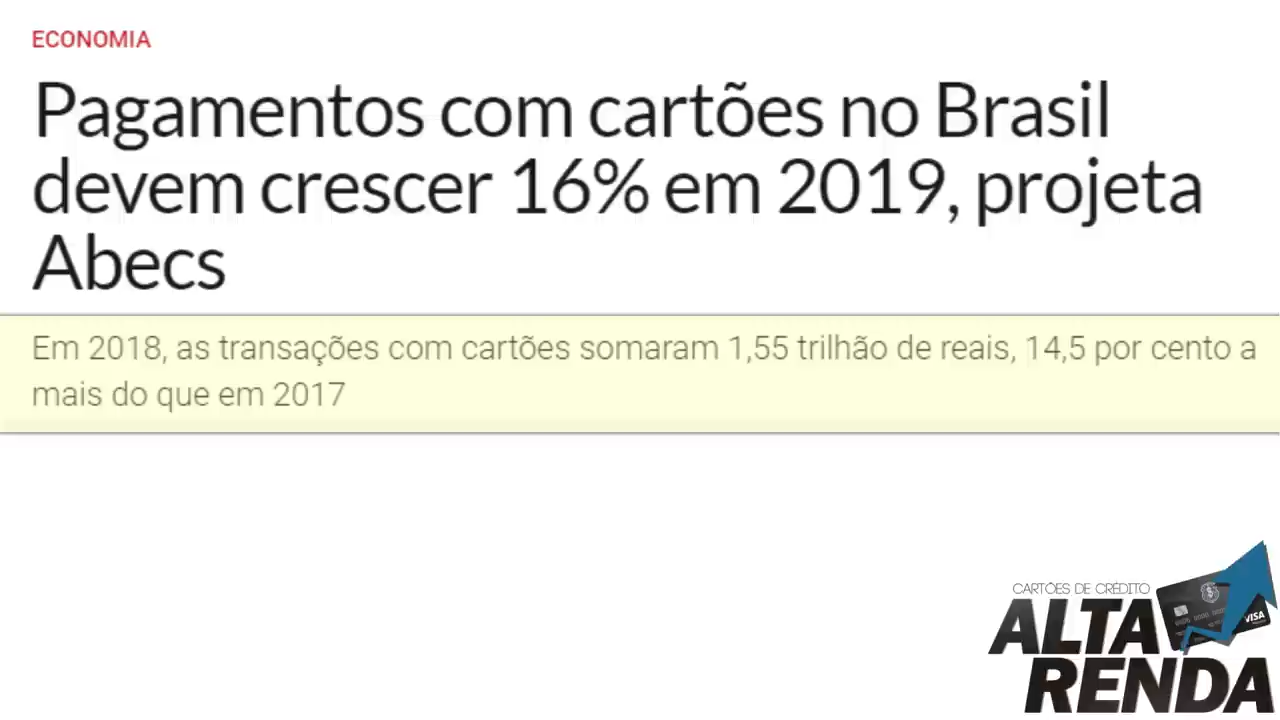 ECONOMIA
Pagamentos com cartões no Brasil
devem crescer 16% em 2019, projeta
Abecs
Em 2018, as transações com cartões somaram 1,55 trilhão de reais, 14,5 por cento a
mais do que em 2017
CARTÕES DE CRÉDITO
ALTA
RENDA
VISA